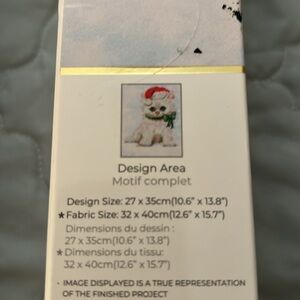 Design Area
Motif complet
Design Size: 27 x 35cm(10.6" x 13.8")
★Fabric Size: 32 x 40cm(12.6" x 15.7")
Dimensions du dessin :
27 x 35cm(10.6" x 13.8")
★Dimensions du tissu:
32 x 40cm(12.6" x 15.7")
· IMAGE DISPLAYED IS A TRUE REPRESENTATION
OF THE FINISHED PROJECT